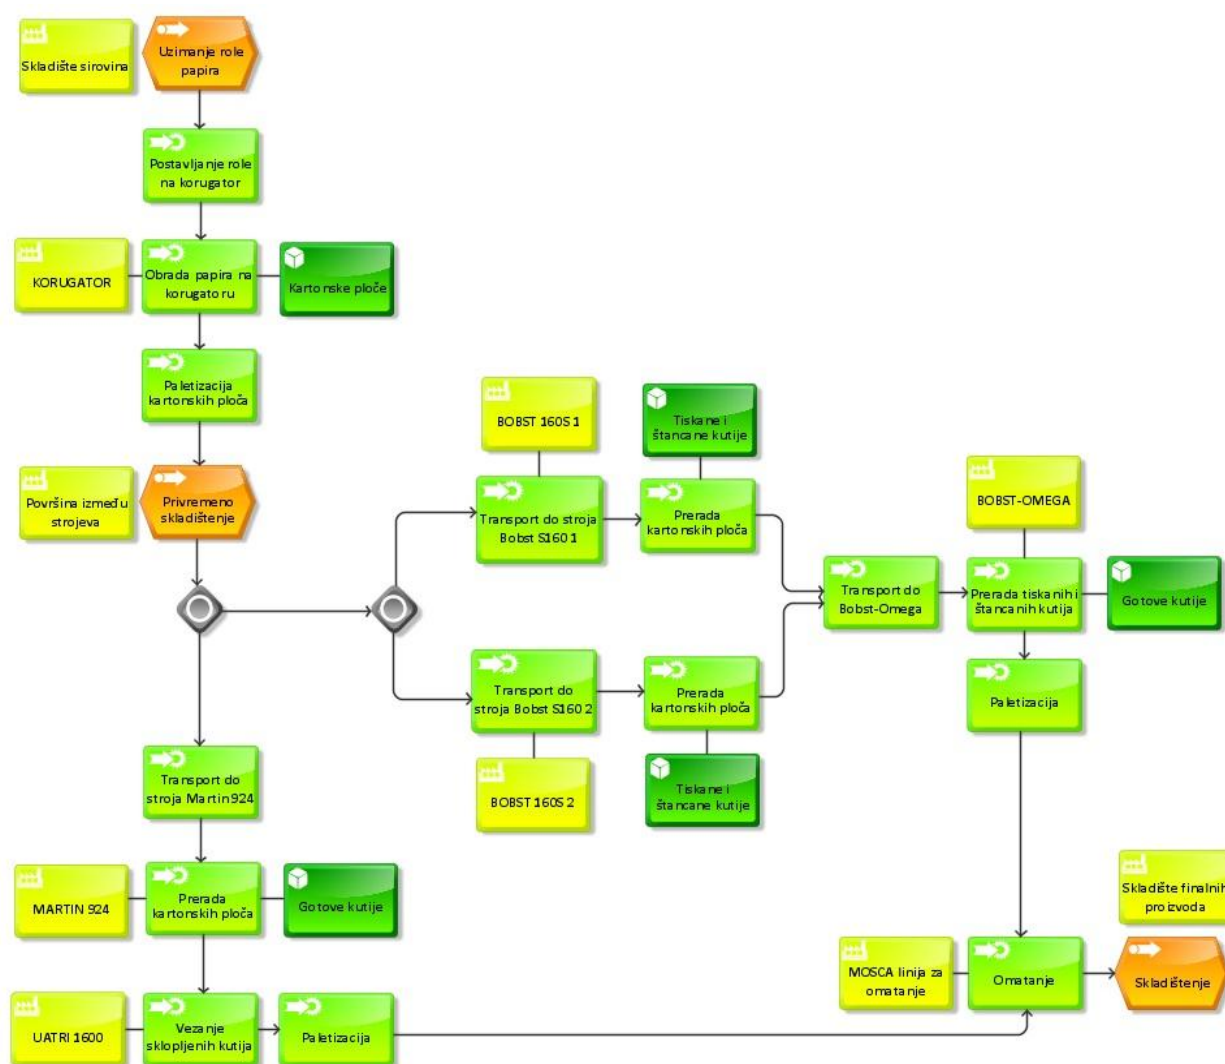 Skladište sirovina
Uzimanje role
papira
Postavljanje role
na korugator
KORUGATOR
Obrada papira na
korugatoru
Kartonske ploče
Paletizacija
kartonskih ploča
Površina između
strojeva
Privremeno
skladištenje
BOBST 160S 1
Tiskane i
štancane kutije
Transport do stroja
Bobst S160 1
Prerada
kartonskih ploča
BOBST-OMEGA
Transport do
Bobst-Omega
Prerada tiskanih i
štancanih kutija
Gotove kutije
Transport do
stroja Bobst S160 2
Prerada
kartonskih ploča
Paletizacija
BOBST 160S 2
Tiskane i
štancane kutije
Transport do
stroja Martin 924
MARTIN 924
Prerada
kartonskih ploča
Gotove kutije
Skladište finalnih
proizvoda
MOSCA linija za
omatanje
Omatanje
Skladištenje
UATRI 1600
Vezanje
sklopljenih kutija
Paletizacija